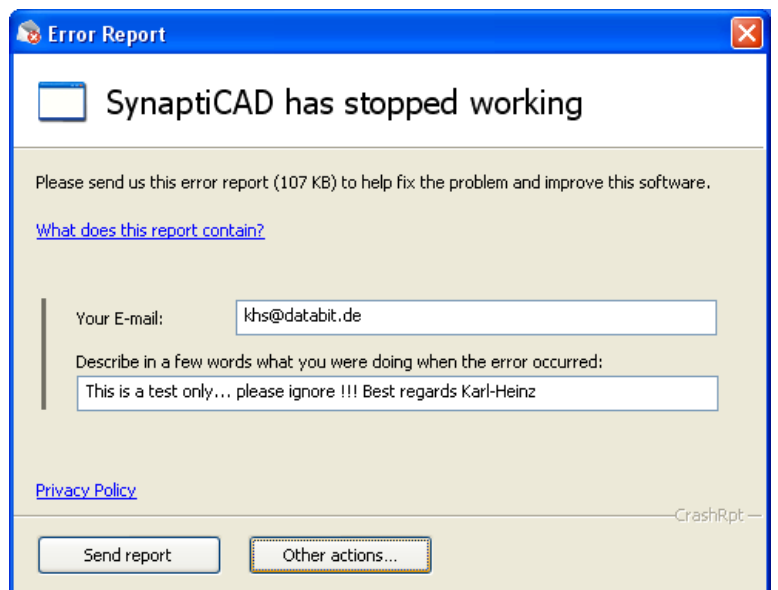 Error Report
SynaptiCAD has stopped working
Please send us this error report (107 KB) to help fix the problem and improve this software.
What does this report contain?
Your E-mail:
khs@databit.de
Describe in a few words what you were doing when the error occurred:
This is a test only... please ignore !!! Best regards Karl-Heinz
Privacy Policy
CrashRpt
Send report
Other actions...